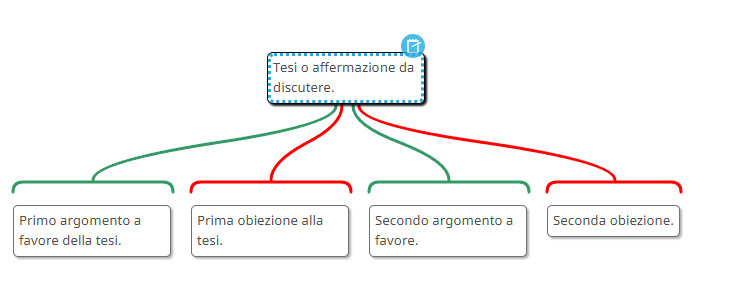 Tesi o affermazione da
discutere.
Primo argomento a
favore della tesi.
Prima obiezione alla
tesi.
Secondo argomento a
favore.
Seconda obiezione.